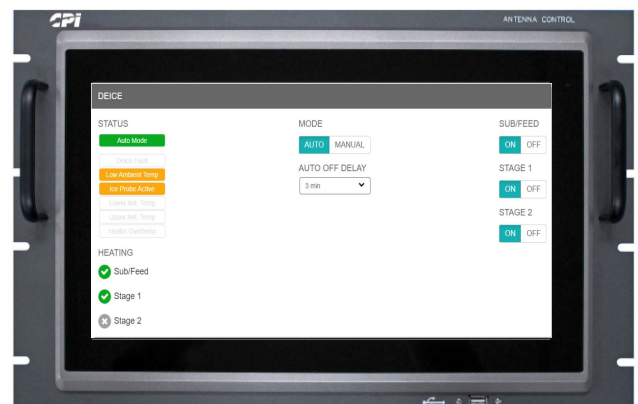 CPI
ANTENNA CONTROL
DEICE
STATUS
Auto Mode
Deice Fault
Low Ambient Temp
Ice Probe Active
Lower Ant. Temp
Upper Ant. Temp
Heater Overtemp
HEATING
Sub/Feed
Stage 1
Stage 2
MODE
AUTO MANUAL
AUTO OFF DELAY
3 min
SUB/FEED
ON OFF
STAGE 1
ON OFF
STAGE 2
ON OFF